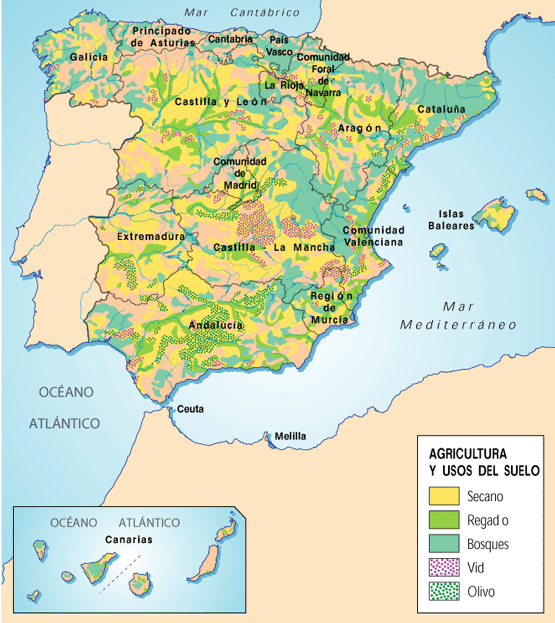 Mar Cantábrico
Principado
de Asturias
Cantabria
País
Vasco
Comunidad
Foral
de
Navarra
Galicia
La Rioja
Castilla y León
Cataluña
Aragón
Comunidad
de
Madrid
Islas
Baleares
Extremadura
Comunidad
Valenciana
Castilla - La Mancha
Región
de
Murcia
Andalucía
Mar
Mediterráneo
OCÉANO
ATLÁNTICO
Ceuta
Melilla
AGRICULTURA
Y USOS DEL SUELO
Secano
Regad o
Bosques
Vid
Olivo
OCÉANO ATLÁNTICO
Canarias